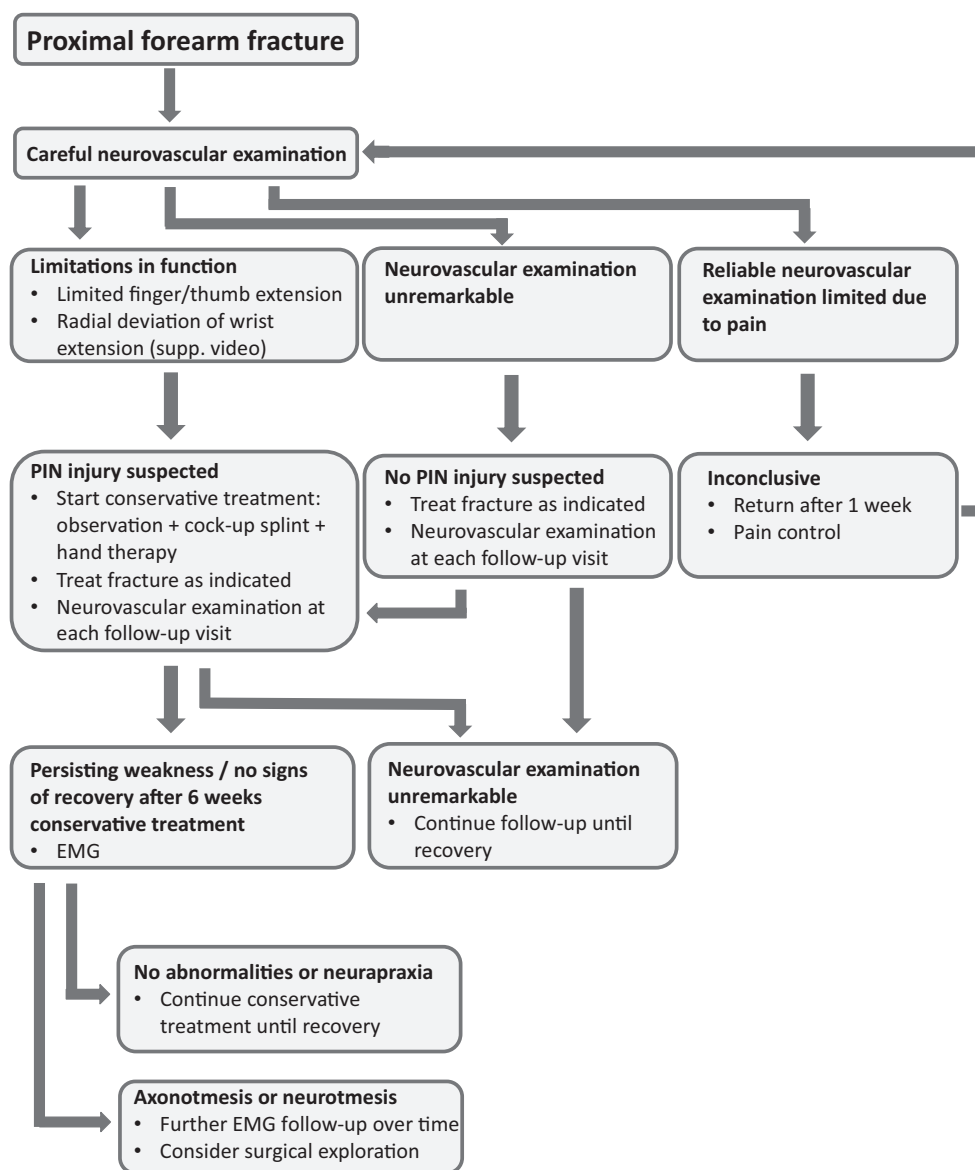 Proximal forearm fracture
Careful neurovascular examination
Limitations in function
• Limited finger/thumb extension
• Radial deviation of wrist
extension (supp. video)
Neurovascular examination
unremarkable
Reliable neurovascular
examination limited due
to pain
PIN injury suspected
• Start conservative treatment:
observation + cock-up splint +
hand therapy
• Treat fracture as indicated
• Neurovascular examination at
each follow-up visit
No PIN injury suspected
• Treat fracture as indicated
• Neurovascular examination
at each follow-up visit
Inconclusive
• Return after 1 week
• Pain control
Persisting weakness / no signs
of recovery after 6 weeks
conservative treatment
• EMG
Neurovascular examination
unremarkable
• Continue follow-up until
recovery
No abnormalities or neurapraxia
• Continue conservative
treatment until recovery
Axonotmesis or neurotmesis
• Further EMG follow-up over time
• Consider surgical exploration